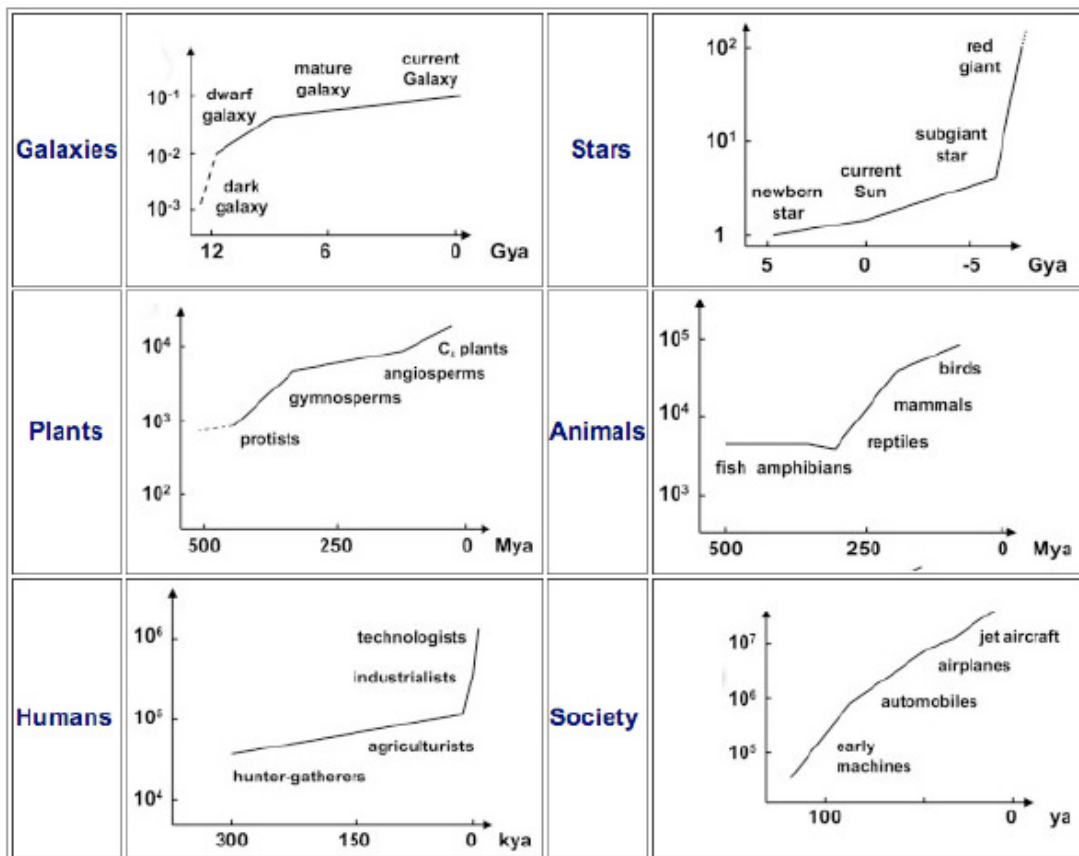 Galaxies
10⁻¹
10⁻²
10⁻³
dwarf
galaxy
mature
galaxy
current
Galaxy
dark
galaxy
12
6
0
Gya
Stars
10²
10¹
1
newborn
star
current
Sun
subgiant
star
red
giant
5
0
-5
Gya
Plants
10⁴
10³
10²
C₄ plants
angiosperms
gymnosperms
protists
500
250
0
Mya
Animals
10⁵
10⁴
10³
birds
mammals
reptiles
fish amphibians
500
250
0
Mya
Humans
10⁶
10⁵
10⁴
technologists
industrialists
agriculturists
hunter-gatherers
300
150
0
kya
Society
10⁷
10⁶
10⁵
jet aircraft
airplanes
automobiles
early
machines
100
0
ya